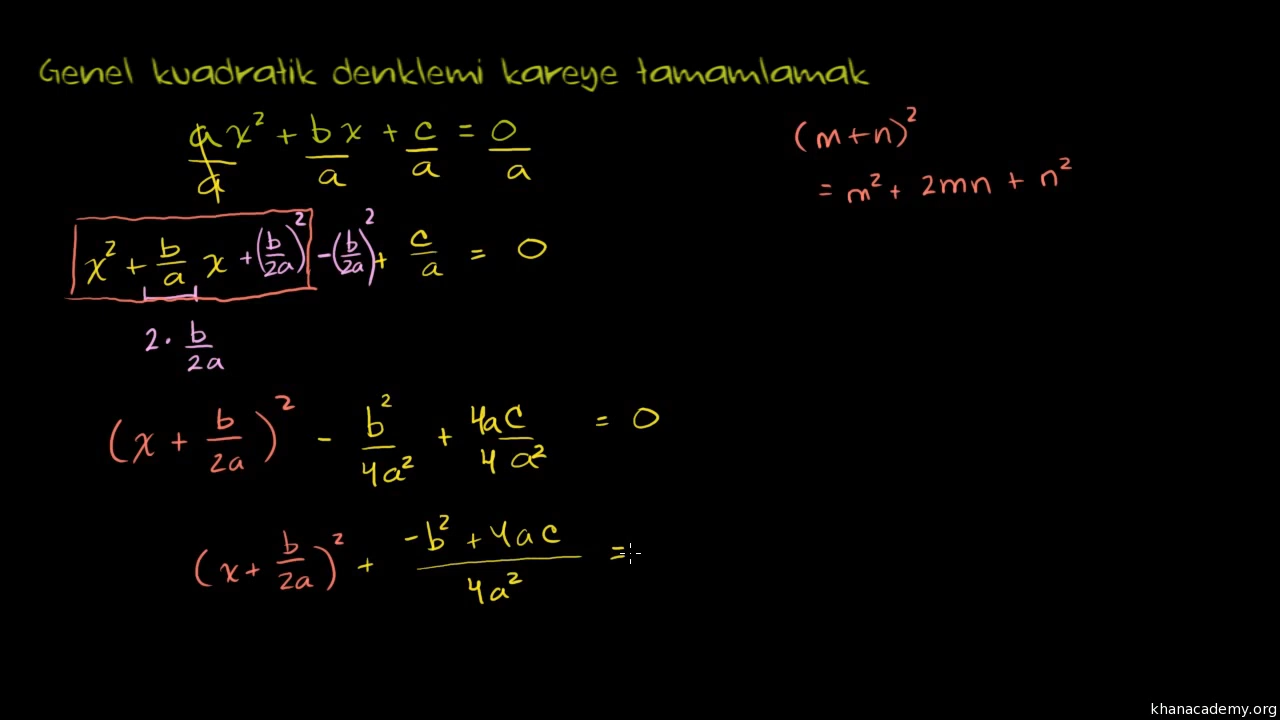 Genel kuadratik denklemi kareye tamamlamak
ax²/a + bx/a + c/a = 0/a
(m+n)²
= m² + 2mn + n²
x² + b/a x + (b/2a)² - (b/2a)² + c/a = 0
2 · b/2a
(x + b/2a)² - b²/4a² + 4ac/4a² = 0
(x + b/2a)² + -b² + 4ac/4a² =
khanacademy.org